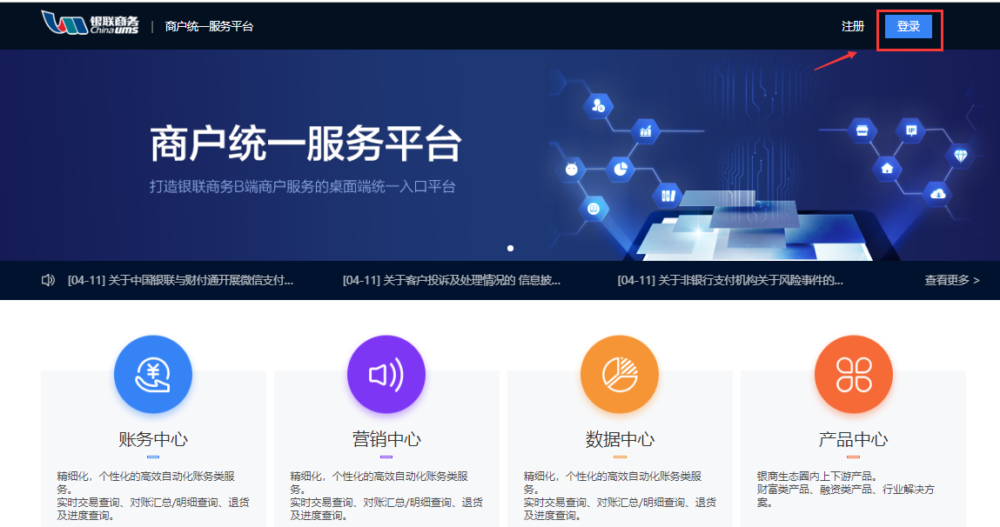 银联商务
China ums
| 商户统一服务平台
注册
登录
商户统一服务平台
打造银联商务B端商户服务的桌面端统一入口平台
IP
[04-11] 关于中国银联与财付通开展微信支付...
[04-11] 关于客户投诉及处理情况的 信息披...
[04-11] 关于非银行支付机构关于风险事件的...
查看更多 >
账务中心
精细化，个性化的高效自动化账务类服
务。
实时交易查询、对账汇总/明细查询、退货
及进度查询。
营销中心
精细化，个性化的高效自动化账务类服
务。
实时交易查询、对账汇总/明细查询、退货
及进度查询。
数据中心
精细化，个性化的高效自动化账务类服
务。
实时交易查询、对账汇总/明细查询、退货
及进度查询。
产品中心
银商生态圈内上下游产品。
财富类产品、融资类产品、行业解决方
案。